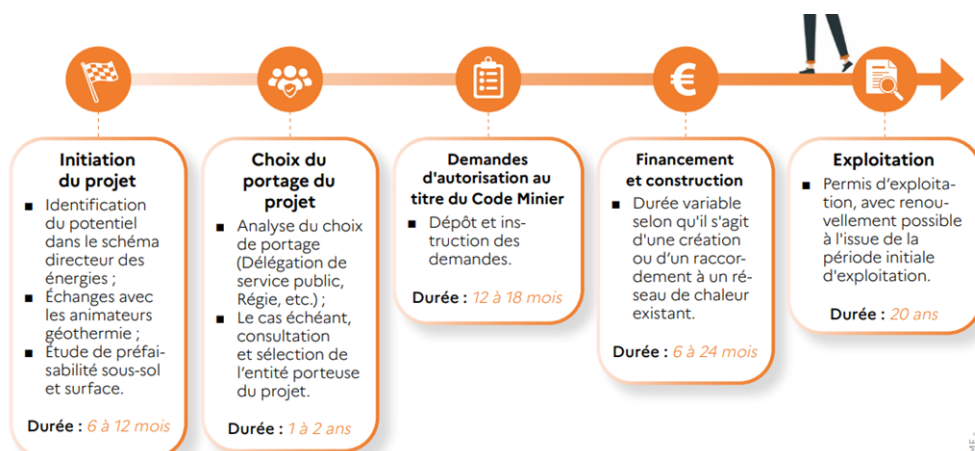 €
Initiation
du projet
■ Identification
du potentiel
dans le schéma
directeur des
énergies ;
■ Échanges avec
les animateurs
géothermie ;
■ Étude de préfai-
sabilité sous-sol
et surface.
Durée : 6 à 12 mois
Choix du
portage du
projet
■ Analyse du choix
de portage
(Délégation de
service public,
Régie, etc.) ;
■ Le cas échéant,
consultation
et sélection de
l'entité porteuse
du projet.
Durée : 1 à 2 ans
Demandes
d'autorisation au
titre du Code Minier
■ Dépôt et ins-
truction des
demandes.
Durée : 12 à 18 mois
Financement
et construction
■ Durée variable
selon qu'il s'agit
d'une création
ou d'un raccor-
dement à un ré-
seau de chaleur
existant.
Durée : 6 à 24 mois
Exploitation
■ Permis d'exploita-
tion, avec renou-
vellement possible
à l'issue de la
période initiale
d'exploitation.
Durée : 20 ans